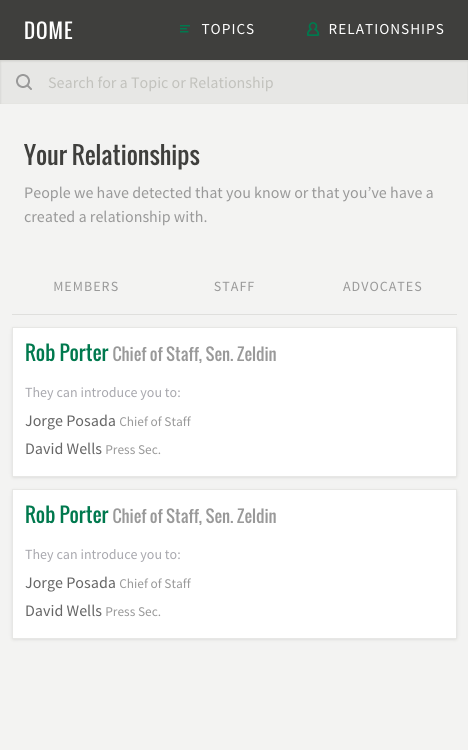 DOME
TOPICS
RELATIONSHIPS
Search for a Topic or Relationship
Your Relationships
People we have detected that you know or that you’ve have a
created a relationship with.
MEMBERS
STAFF
ADVOCATES
Rob Porter Chief of Staff, Sen. Zeldin
They can introduce you to:
Jorge Posada Chief of Staff
David Wells Press Sec.
Rob Porter Chief of Staff, Sen. Zeldin
They can introduce you to:
Jorge Posada Chief of Staff
David Wells Press Sec.